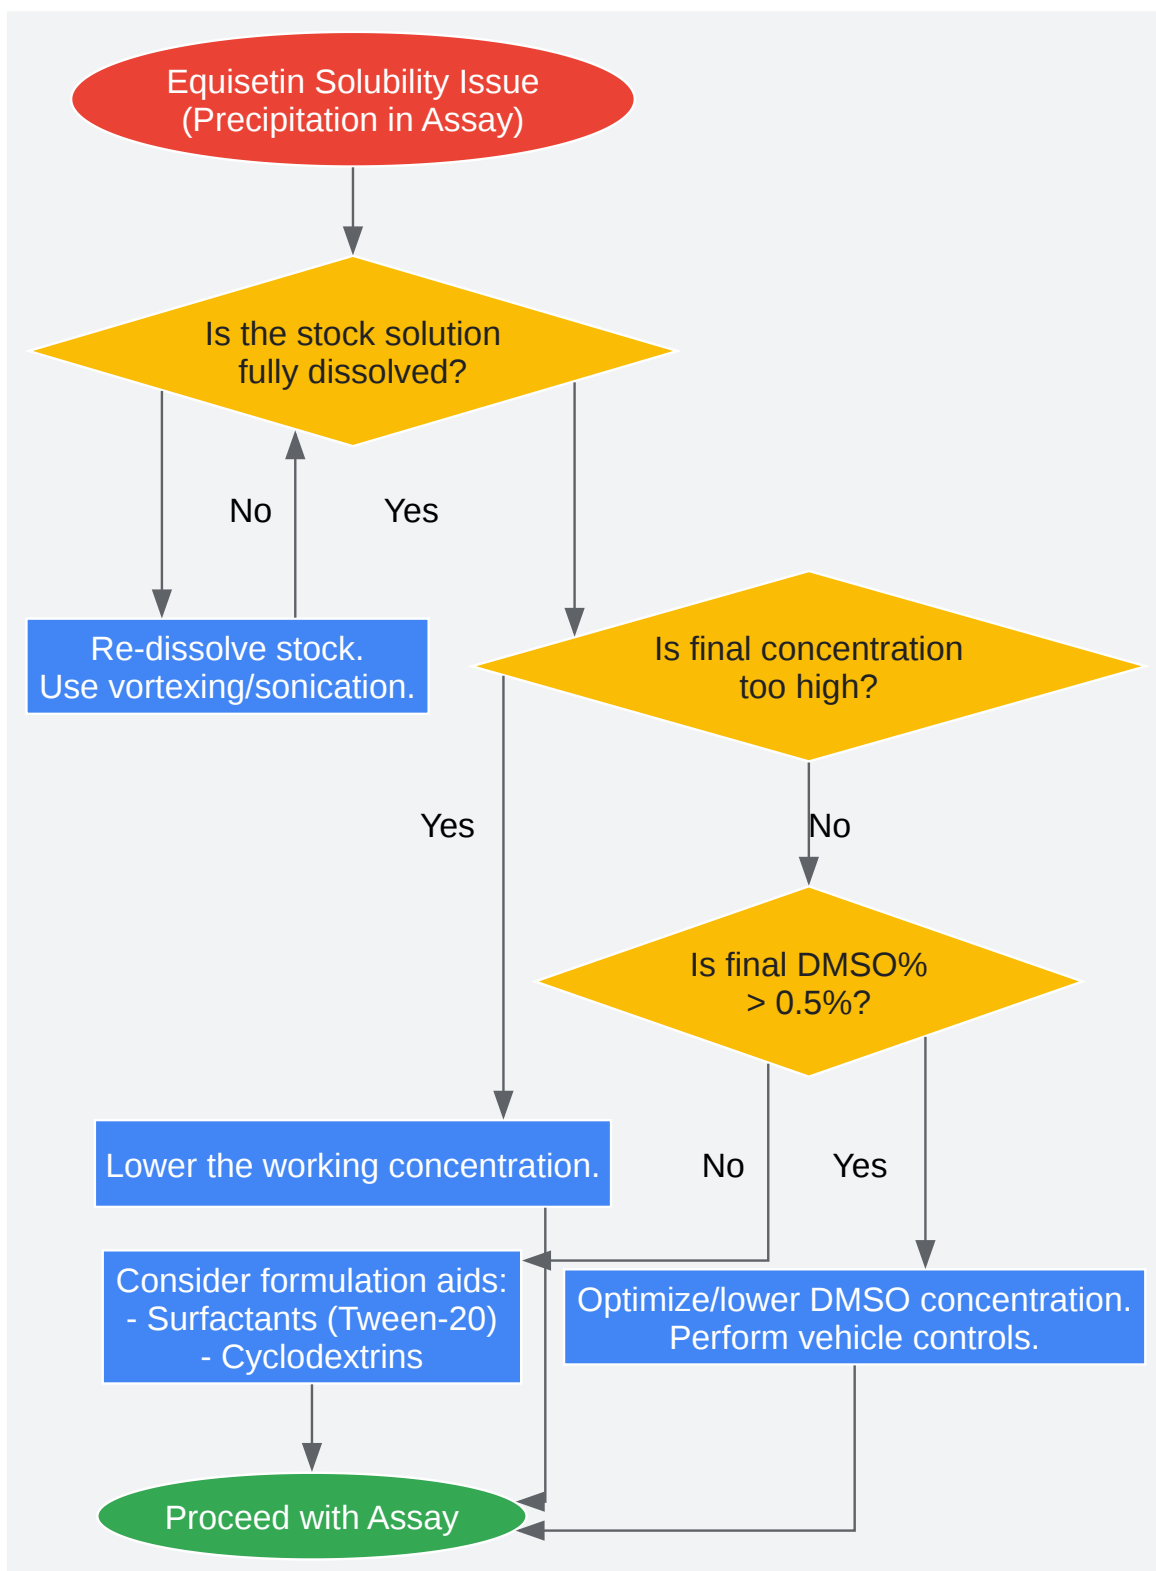 Equisetin Solubility Issue
(Precipitation in Assay)
Is the stock solution
fully dissolved?
No
Yes
Re-dissolve stock.
Use vortexing/sonication.
Is final concentration
too high?
Yes
No
Is final DMSO%
> 0.5%?
Lower the working concentration.
No
Yes
Consider formulation aids:
- Surfactants (Tween-20)
- Cyclodextrins
Optimize/lower DMSO concentration.
Perform vehicle controls.
Proceed with Assay